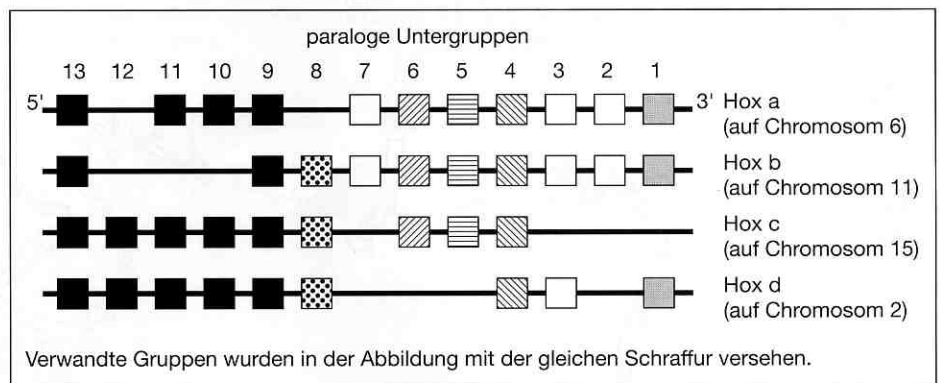 paraloge Untergruppen
13 12 11 10 9 8 7 6 5 4 3 2 1
5' 3' Hox a
(auf Chromosom 6)
Hox b
(auf Chromosom 11)
Hox c
(auf Chromosom 15)
Hox d
(auf Chromosom 2)
Verwandte Gruppen wurden in der Abbildung mit der gleichen Schraffur versehen.